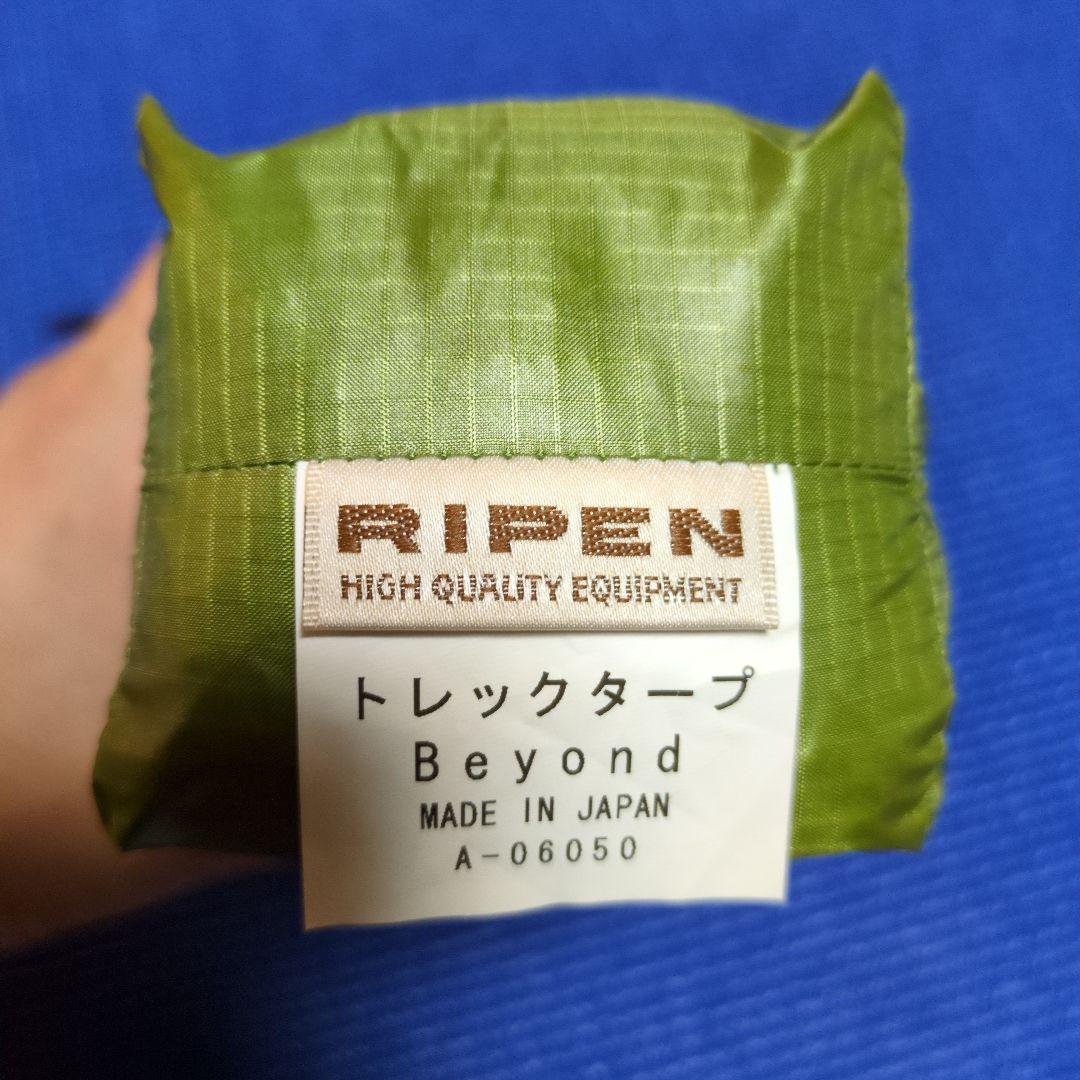 RIPEN
HIGH QUALITY EQUIPMENT
トレックタープ
Beyond
MADE IN JAPAN
A-06050